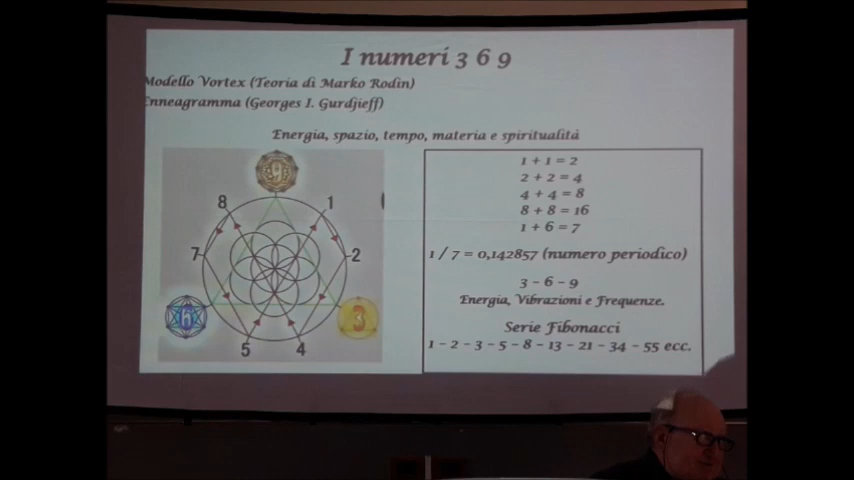 I numeri 3 6 9
Modello Vortex (Teoria di Marko Rodin)
Enneagramma (Georges I. Gurdjieff)
Energia, spazio, tempo, materia e spiritualità
9
8
1
7
2
6
3
5
4
1 + 1 = 2
2 + 2 = 4
4 + 4 = 8
8 + 8 = 16
1 + 6 = 7
1 / 7 = 0,142857 (numero periodico)
3 - 6 - 9
Energia, Vibrazioni e Frequenze.
Serie Fibonacci
1 - 2 - 3 - 5 - 8 - 13 - 21 - 34 - 55 ecc.